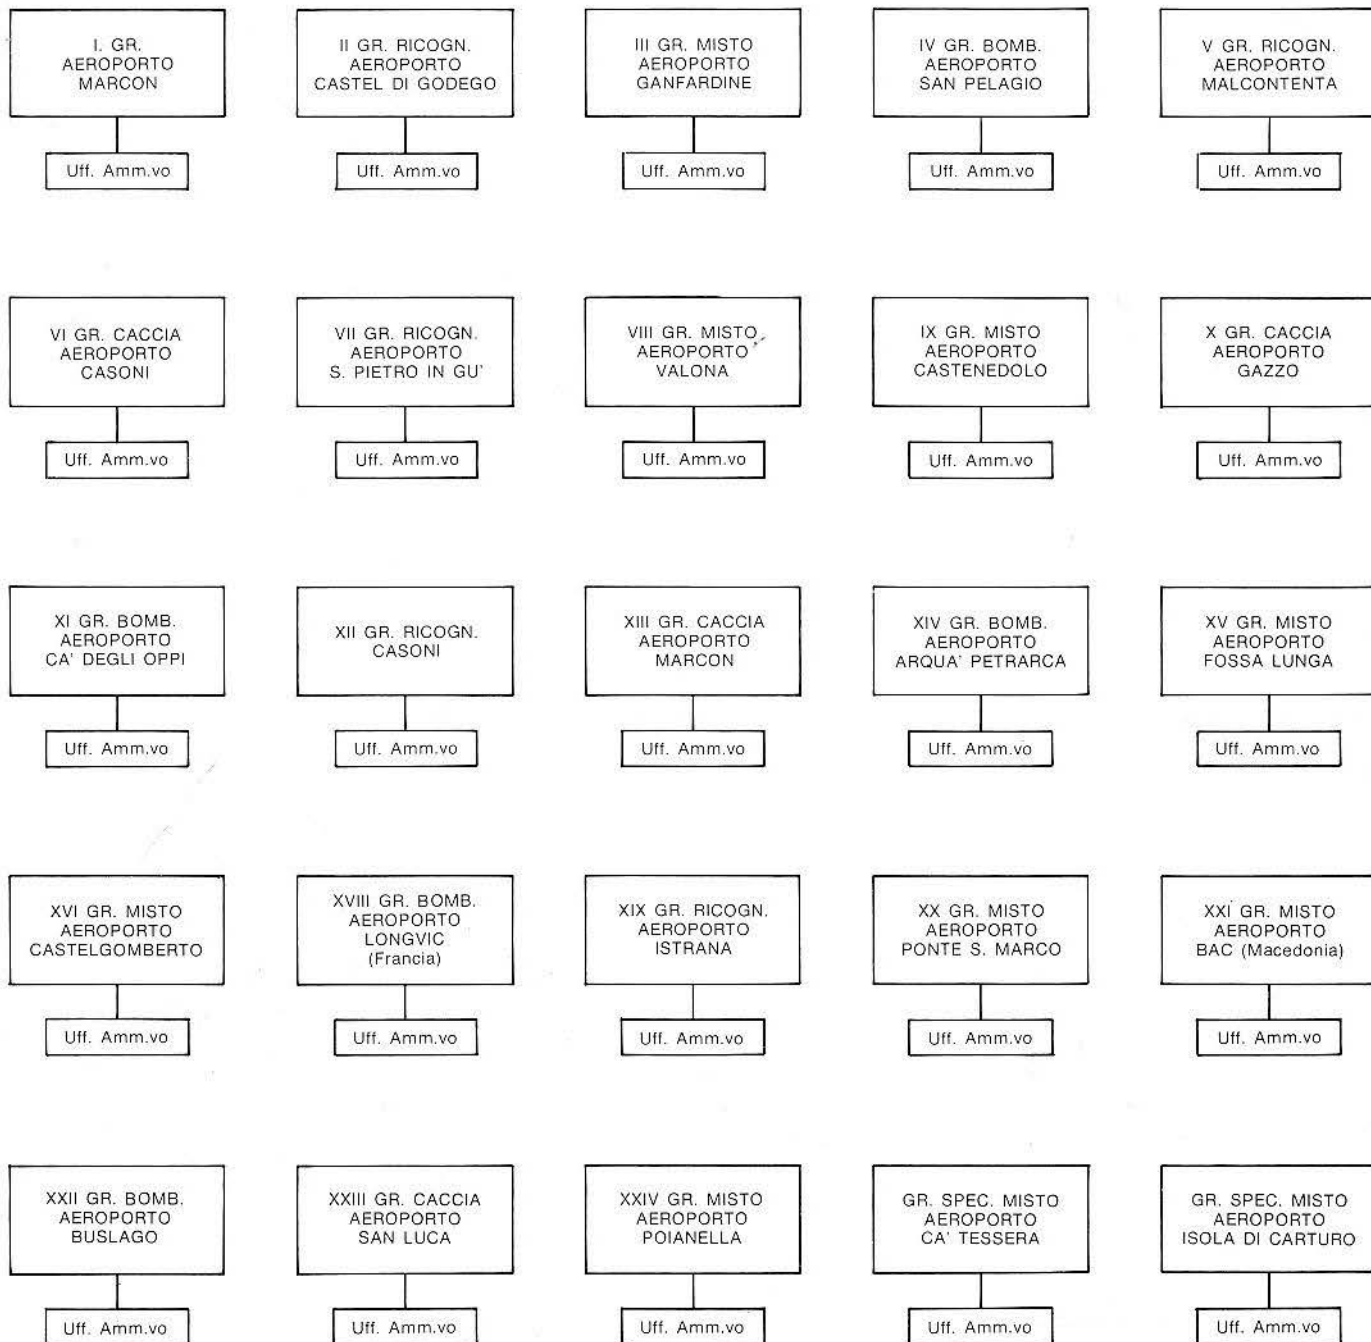 I. GR.
AEROPORTO
MARCON
Uff. Amm.vo
II GR. RICOGN.
AEROPORTO
CASTEL DI GODEGO
Uff. Amm.vo
III GR. MISTO
AEROPORTO
GANFARDINE
Uff. Amm.vo
IV GR. BOMB.
AEROPORTO
SAN PELAGIO
Uff. Amm.vo
V GR. RICOGN.
AEROPORTO
MALCONTENTA
Uff. Amm.vo
VI GR. CACCIA
AEROPORTO
CASONI
Uff. Amm.vo
VII GR. RICOGN.
AEROPORTO
S. PIETRO IN GU'
Uff. Amm.vo
VIII GR. MISTO
AEROPORTO
VALONA
Uff. Amm.vo
IX GR. MISTO
AEROPORTO
CASTENEDOLO
Uff. Amm.vo
X GR. CACCIA
AEROPORTO
GAZZO
Uff. Amm.vo
XI GR. BOMB.
AEROPORTO
CA' DEGLI OPPI
Uff. Amm.vo
XII GR. RICOGN.
CASONI
Uff. Amm.vo
XIII GR. CACCIA
AEROPORTO
MARCON
Uff. Amm.vo
XIV GR. BOMB.
AEROPORTO
ARQUA' PETRARCA
Uff. Amm.vo
XV GR. MISTO
AEROPORTO
FOSSA LUNGA
Uff. Amm.vo
XVI GR. MISTO
AEROPORTO
CASTELGOMBERTO
Uff. Amm.vo
XVIII GR. BOMB.
AEROPORTO
LONGVIC
(Francia)
Uff. Amm.vo
XIX GR. RICOGN.
AEROPORTO
ISTRANA
Uff. Amm.vo
XX GR. MISTO
AEROPORTO
PONTE S. MARCO
Uff. Amm.vo
XXI GR. MISTO
AEROPORTO
BAC (Macedonia)
Uff. Amm.vo
XXII GR. BOMB.
AEROPORTO
BUSLAGO
Uff. Amm.vo
XXIII GR. CACCIA
AEROPORTO
SAN LUCA
Uff. Amm.vo
XXIV GR. MISTO
AEROPORTO
POIANELLA
Uff. Amm.vo
GR. SPEC. MISTO
AEROPORTO
CA' TESSERA
Uff. Amm.vo
GR. SPEC. MISTO
AEROPORTO
ISOLA DI CARTURO
Uff. Amm.vo